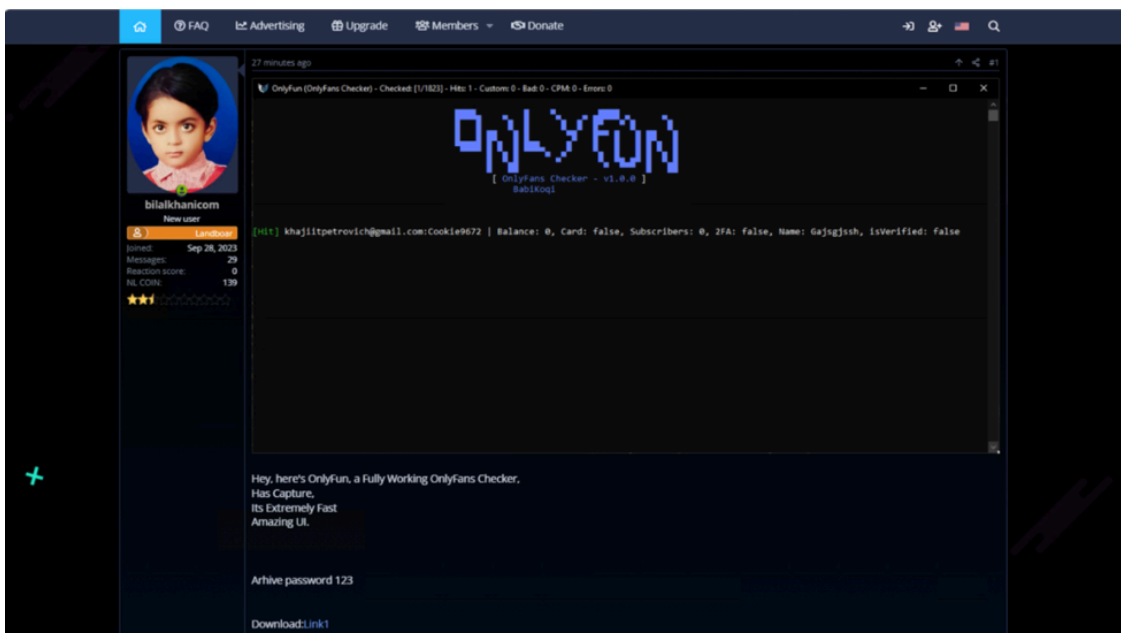 FAQ Advertising Upgrade Members Donate
27 minutes ago #1
OnlyFun (OnlyFans Checker) - Checked: [1/1823] - Hits: 1 - Custom: 0 - Bad: 0 - CPM: 0 - Errors: 0
ONLYFUN
[ OnlyFans Checker - v1.0.0 ]
BabiKoqi
bilalkhanicom
New user
Landboar
Joined: Sep 28, 2023
Messages: 29
Reaction score: 0
NL COIN: 139
[Hit] khajiitpetrovich@gmail.com:Cookie9672 | Balance: 0, Card: false, Subscribers: 0, 2FA: false, Name: Gajsgjssh, isVerified: false
Hey, here's OnlyFun, a Fully Working OnlyFans Checker,
Has Capture,
Its Extremely Fast
Amazing UI.
Arhive password 123
Download:Link1